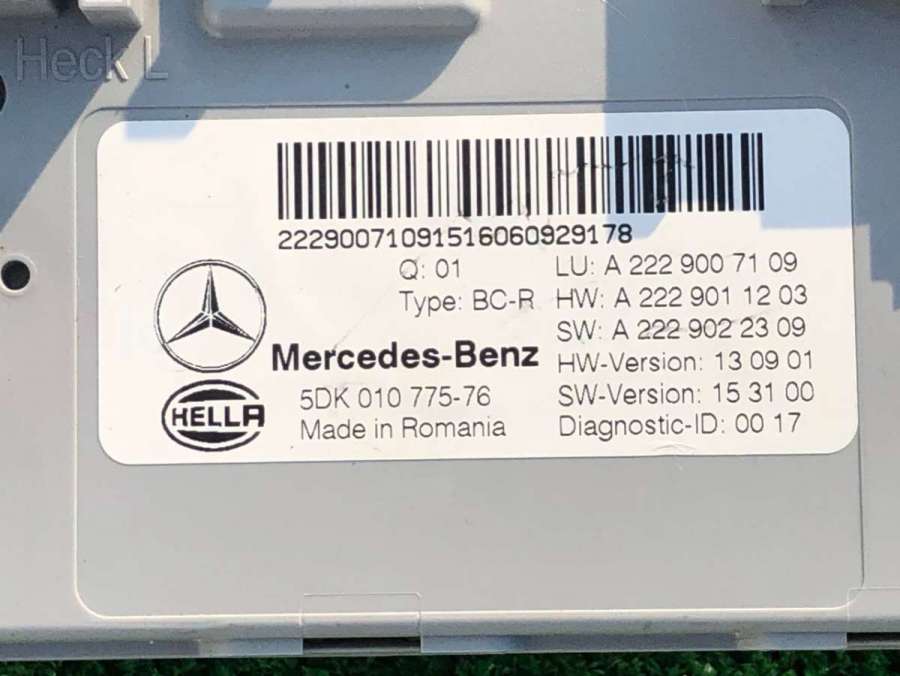 Heck L
22290071091516060929178
Q: 01
LU: A 222 900 71 09
Type: BC-R
HW: A 222 901 12 03
SW: A 222 902 23 09
Mercedes-Benz
HW-Version: 13 09 01
5DK 010 775-76
SW-Version: 15 31 00
HELLA
Made in Romania
Diagnostic-ID: 00 17